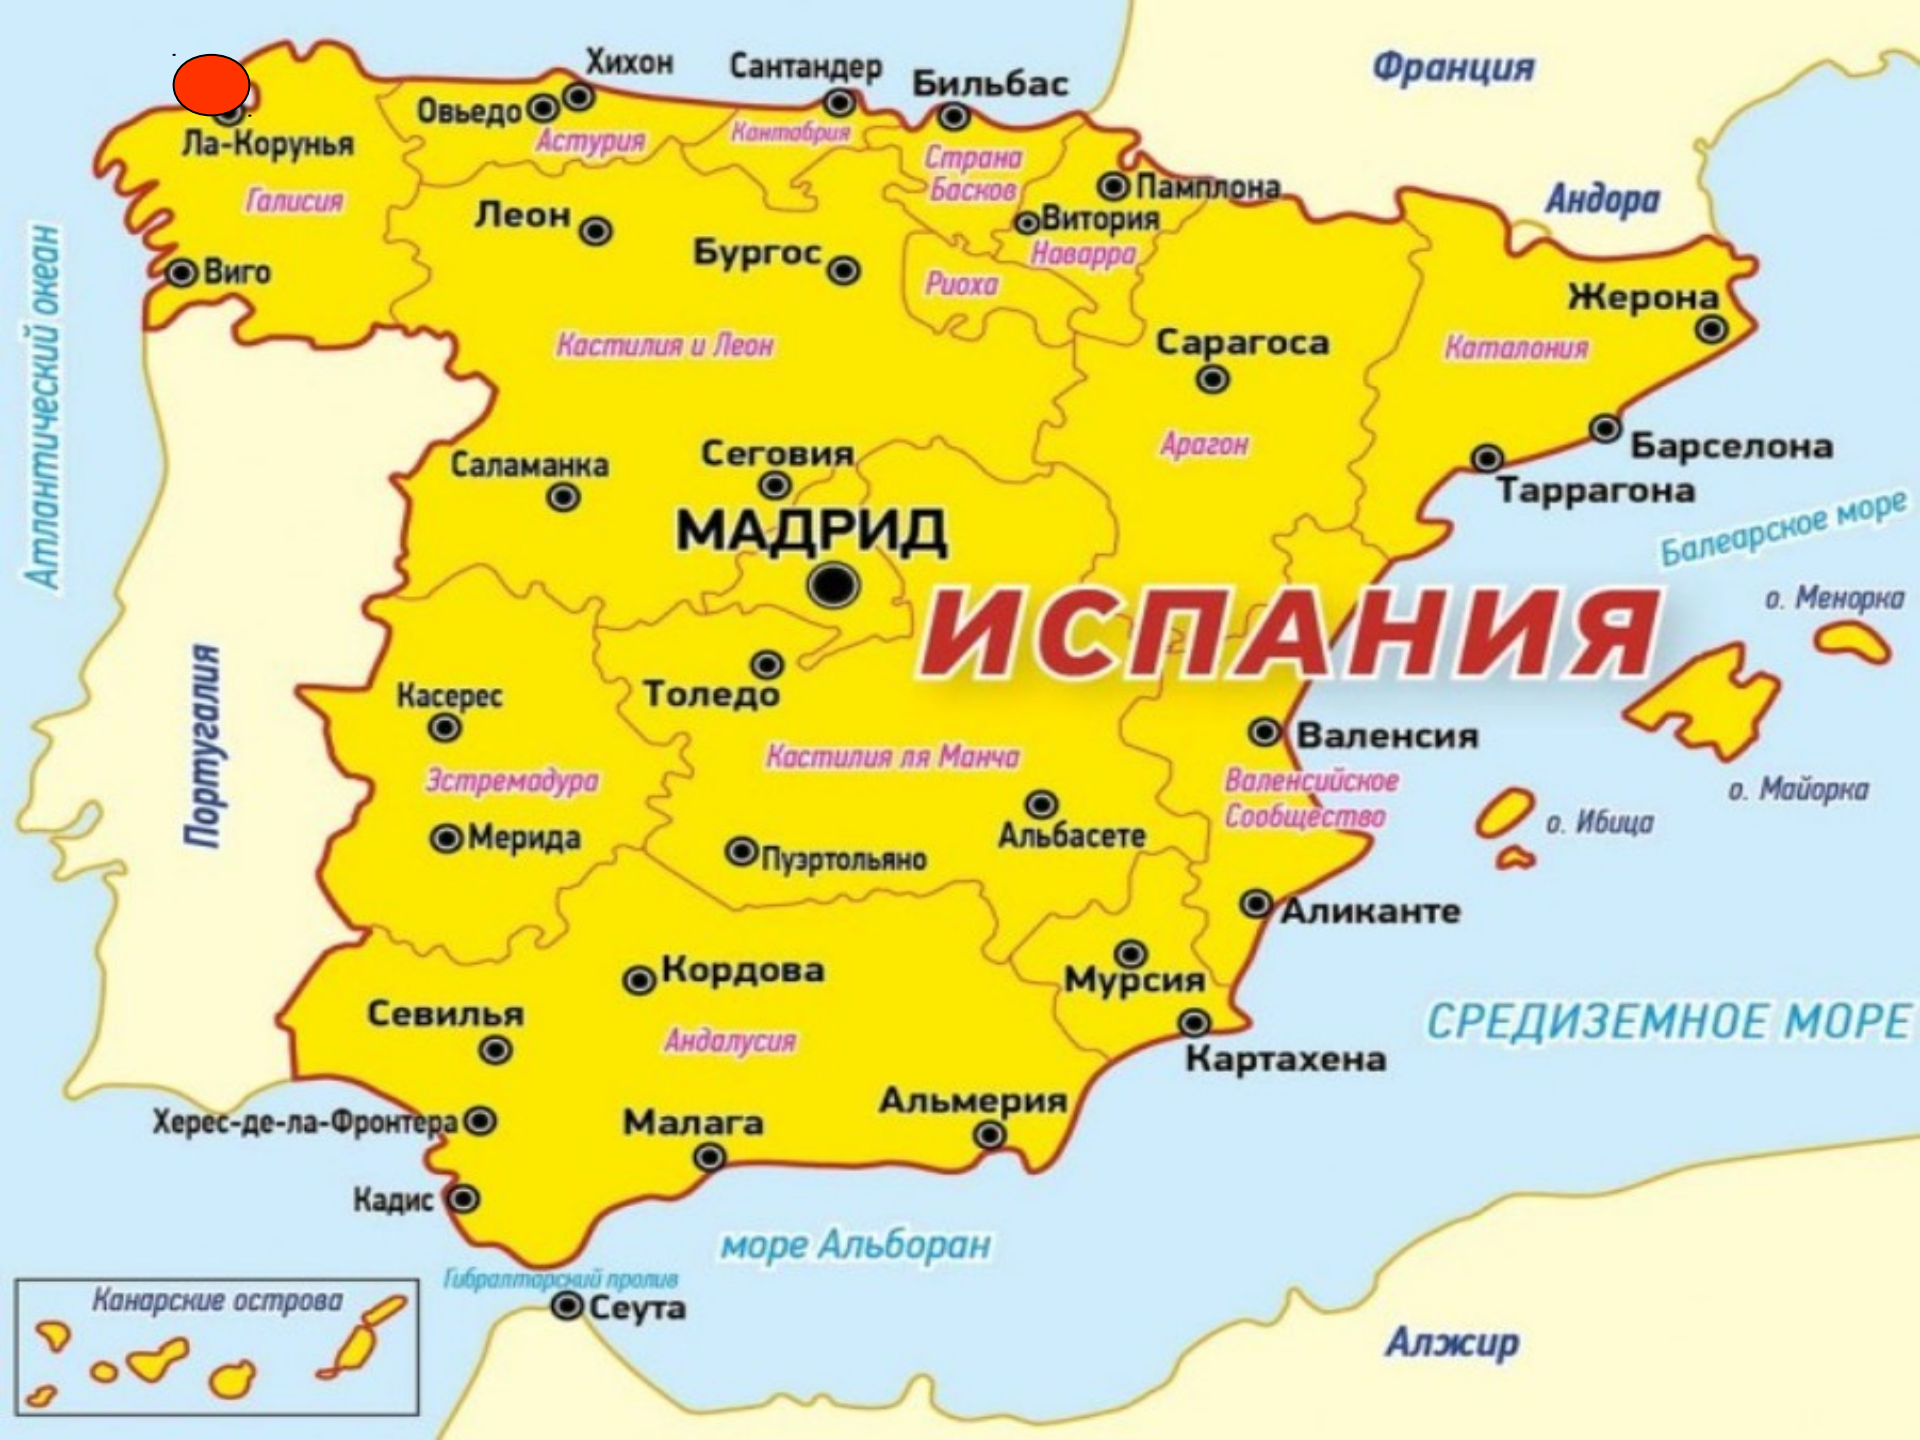 Франция
Хихон
Сантандер
Бильбас
Овьедо
Астурия
Кантабрия
Ла-Корунья
Страна
Басков
Памплона
Андора
Галисия
Леон
Витория
Бургос
Наварра
Виго
Риоха
Жерона
Атлантический океан
Кастилия и Леон
Сарагоса
Каталония
Арагон
Барселона
Саламанка
Сеговия
Таррагона
МАДРИД
Балеарское море
ИСПАНИЯ
о. Менорка
Португалия
Касерес
Толедо
Валенсия
Кастилия ля Манча
Эстремадура
Валенсийское
Сообщество
о. Майорка
о. Ибица
Мерида
Альбасете
Пуэртольяно
Аликанте
Кордова
Мурсия
Севилья
Андалусия
СРЕДИЗЕМНОЕ МОРЕ
Картахена
Альмерия
Херес-де-ла-Фронтера
Малага
Кадис
море Альборан
Гибралтарский пролив
Канарские острова
Сеута
Алжир